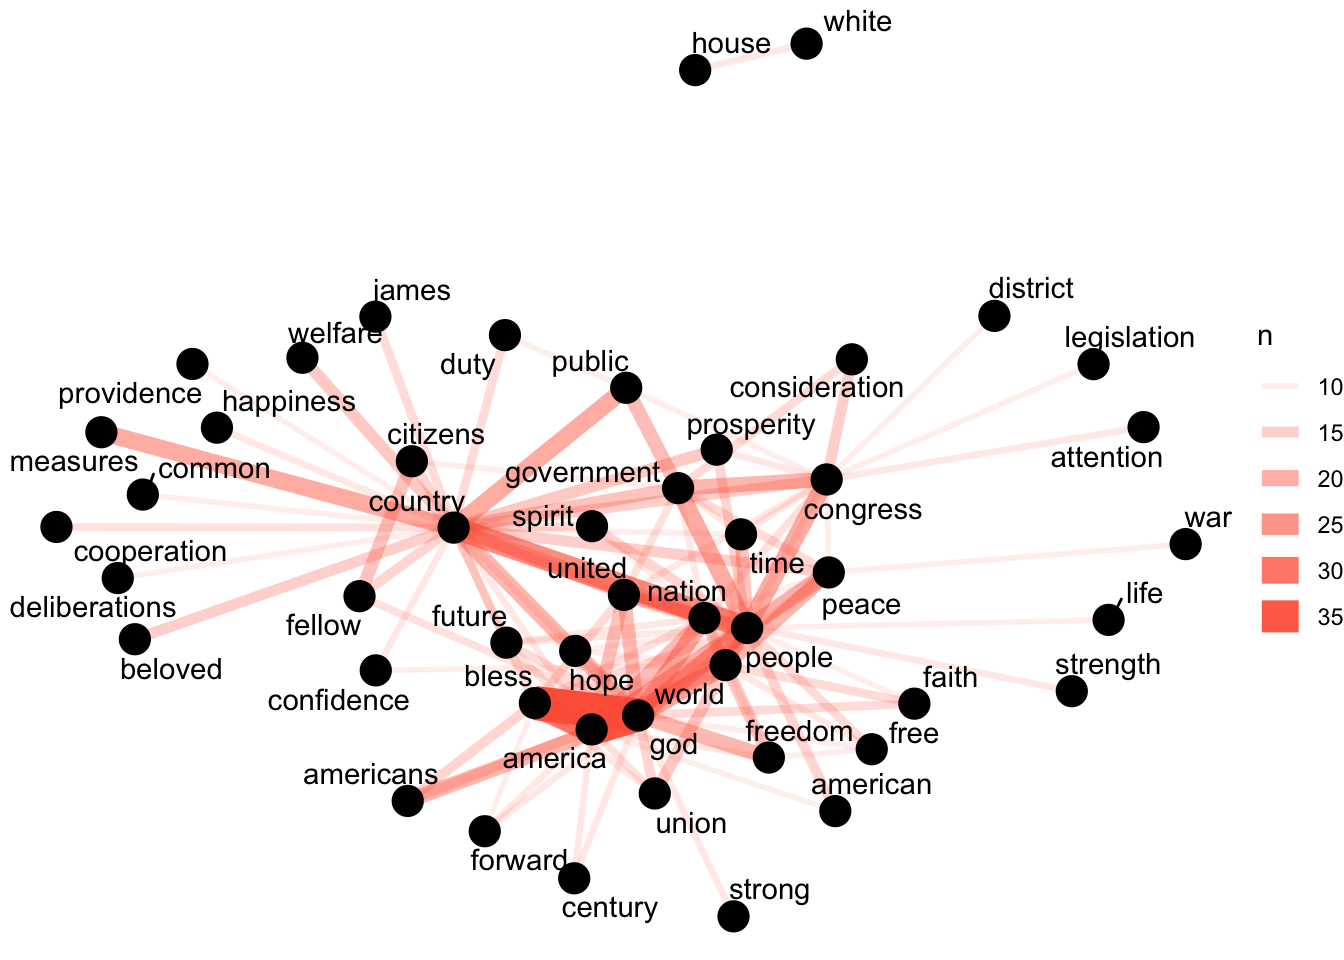 white
house
james
district
welfare
legislation
n
duty
public
consideration
10
providence
happiness
prosperity
15
citizens
measures
common
government
attention
20
country
spirit
congress
war
25
cooperation
united
time
30
deliberations
nation
peace
life
35
fellow
future
beloved
bless
hope
people
strength
confidence
world
faith
americans
america
god
freedom
free
american
union
forward
century
strong